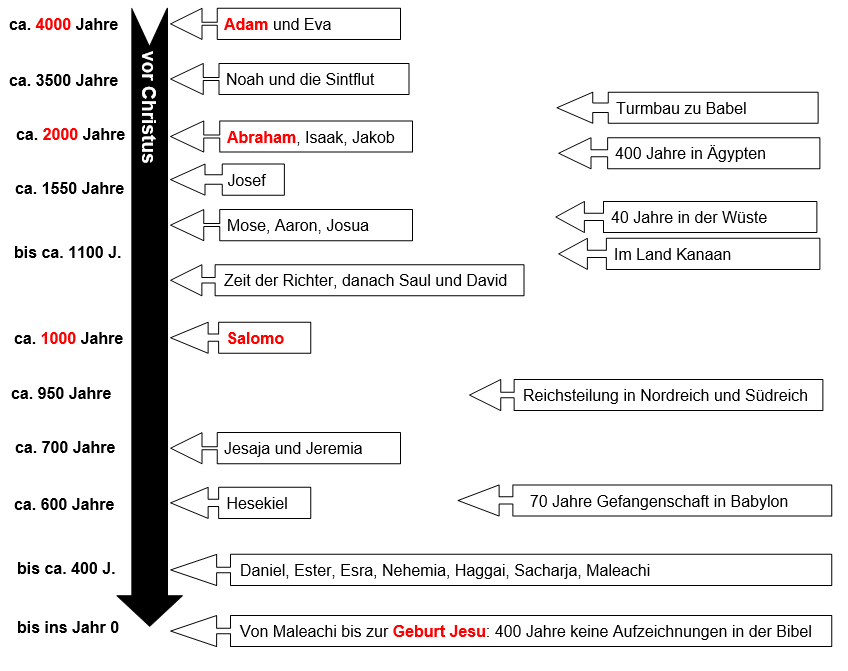 ca. 4000 Jahre
Adam und Eva
vor Christus
ca. 3500 Jahre
Noah und die Sintflut
Turmbau zu Babel
ca. 2000 Jahre
Abraham, Isaak, Jakob
400 Jahre in Ägypten
ca. 1550 Jahre
Josef
Mose, Aaron, Josua
40 Jahre in der Wüste
bis ca. 1100 J.
Im Land Kanaan
Zeit der Richter, danach Saul und David
ca. 1000 Jahre
Salomo
ca. 950 Jahre
Reichsteilung in Nordreich und Südreich
ca. 700 Jahre
Jesaja und Jeremia
ca. 600 Jahre
Hesekiel
70 Jahre Gefangenschaft in Babylon
bis ca. 400 J.
Daniel, Ester, Esra, Nehemia, Haggai, Sacharja, Maleachi
bis ins Jahr 0
Von Maleachi bis zur Geburt Jesu: 400 Jahre keine Aufzeichnungen in der Bibel